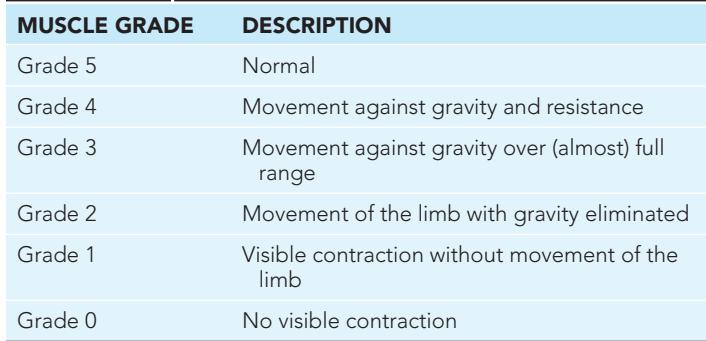 MUSCLE GRADE DESCRIPTION
Grade 5 Normal
Grade 4 Movement against gravity and resistance
Grade 3 Movement against gravity over (almost) full
range
Grade 2 Movement of the limb with gravity eliminated
Grade 1 Visible contraction without movement of the
limb
Grade 0 No visible contraction